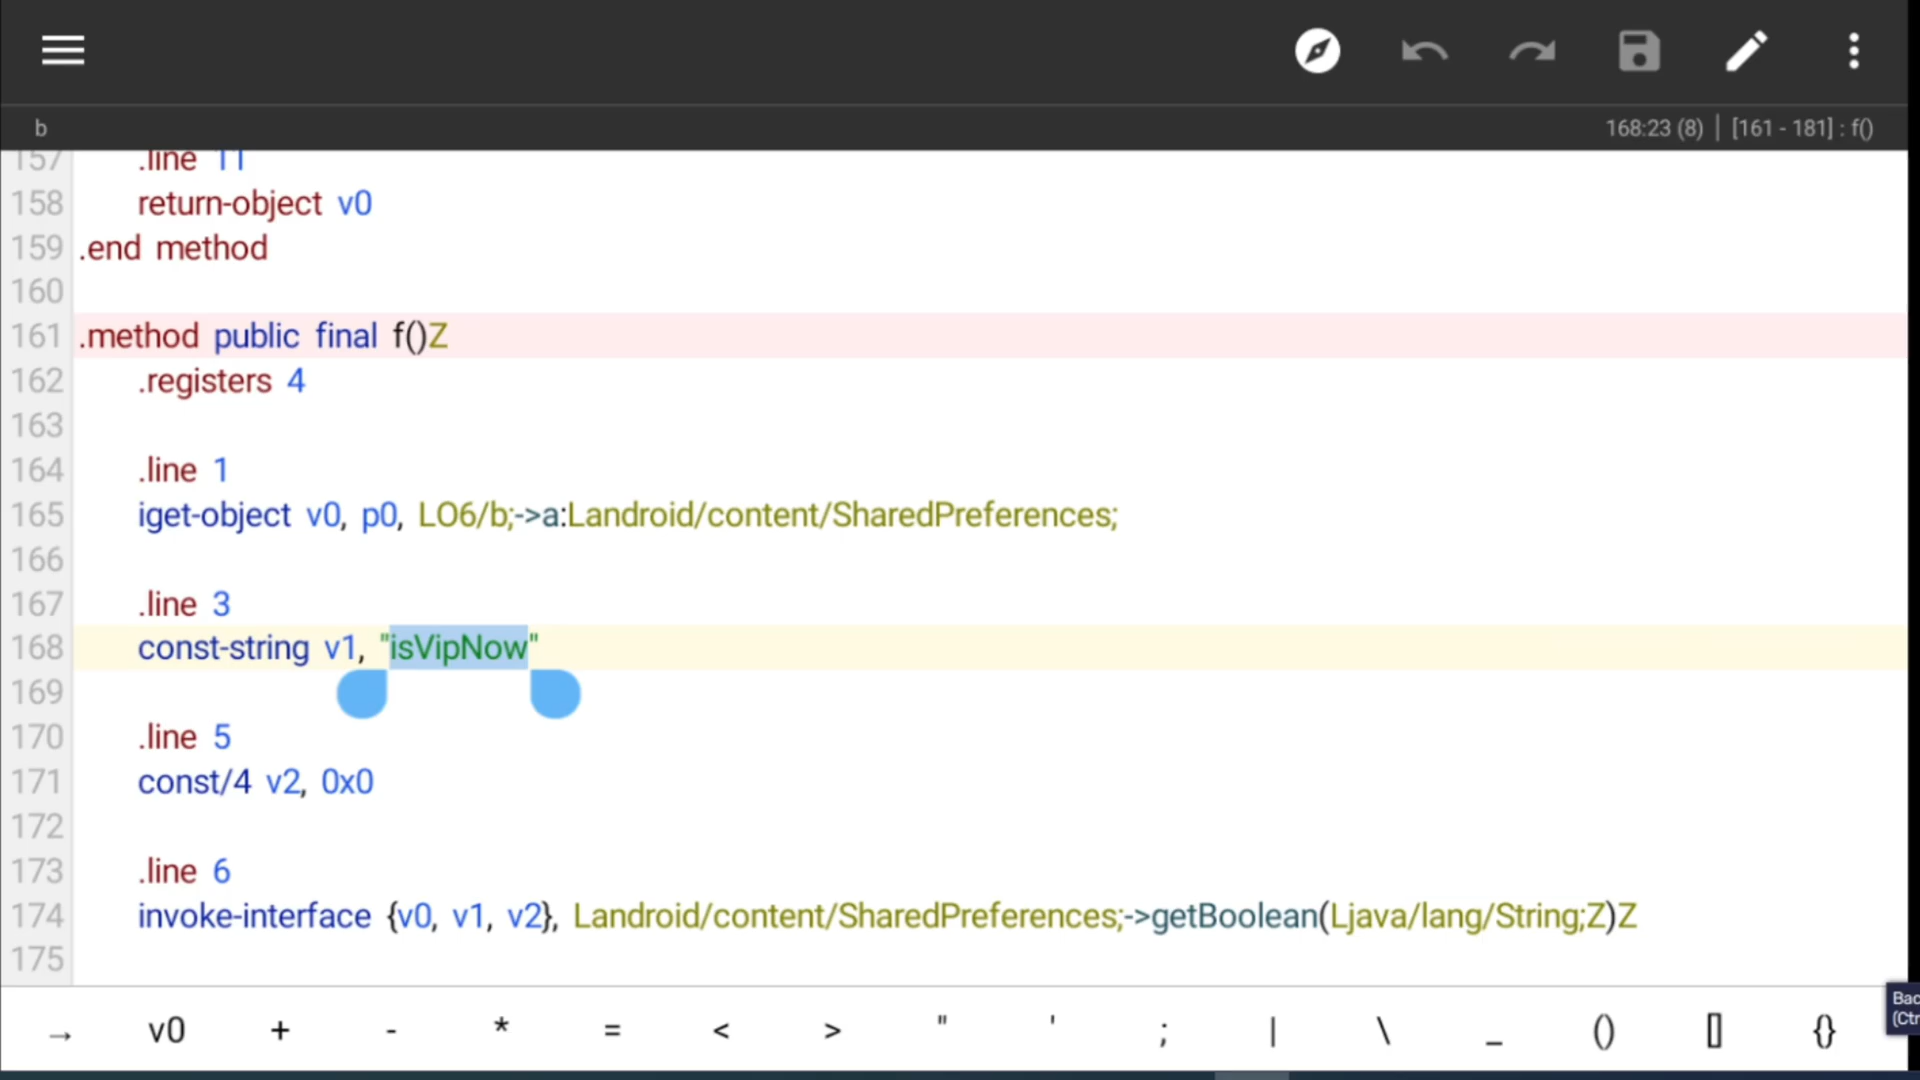 b
168:23 (8) | [161 - 181] : f()
157 .line 11
158 return-object v0
159 .end method
160
161 .method public final f()Z
162 .registers 4
163
164 .line 1
165 iget-object v0, p0, LO6/b;->a:Landroid/content/SharedPreferences;
166
167 .line 3
168 const-string v1, "isVipNow"
169
170 .line 5
171 const/4 v2, 0x0
172
173 .line 6
174 invoke-interface {v0, v1, v2}, Landroid/content/SharedPreferences;->getBoolean(Ljava/lang/String;Z)Z
175
→ v0 + - * = < > " ' ; | \ _ () [] {}
Bac
(Ctr